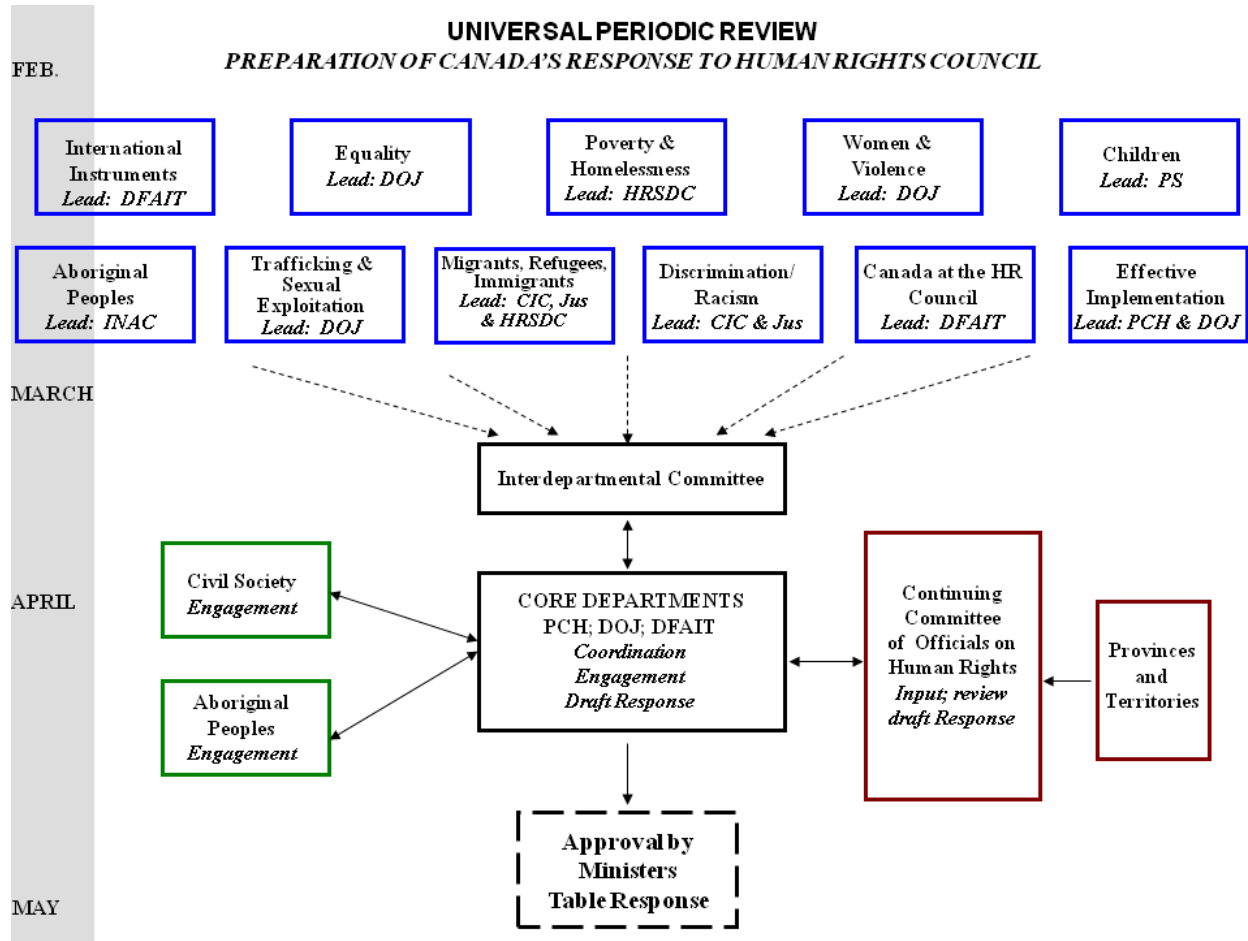 UNIVERSAL PERIODIC REVIEW
PREPARATION OF CANADA'S RESPONSE TO HUMAN RIGHTS COUNCIL
FEB.
International
Instruments
Lead: DFAIT
Equality
Lead: DOJ
Poverty &
Homelessness
Lead: HRSDC
Women &
Violence
Lead: DOJ
Children
Lead: PS
Aboriginal
Peoples
Lead: INAC
Trafficking &
Sexual
Exploitation
Lead: DOJ
Migrants, Refugees,
Immigrants
Lead: CIC, Jus
& HRSDC
Discrimination/
Racism
Lead: CIC & Jus
Canada at the HR
Council
Lead: DFAIT
Effective
Implementation
Lead: PCH & DOJ
MARCH
Interdepartmental Committee
APRIL
Civil Society
Engagement
Aboriginal
Peoples
Engagement
CORE DEPARTMENTS
PCH; DOJ; DFAIT
Coordination
Engagement
Draft Response
Continuing
Committee
of Officials on
Human Rights
Input; review
draft Response
Provinces
and
Territories
Approval by
Ministers
Table Response
MAY